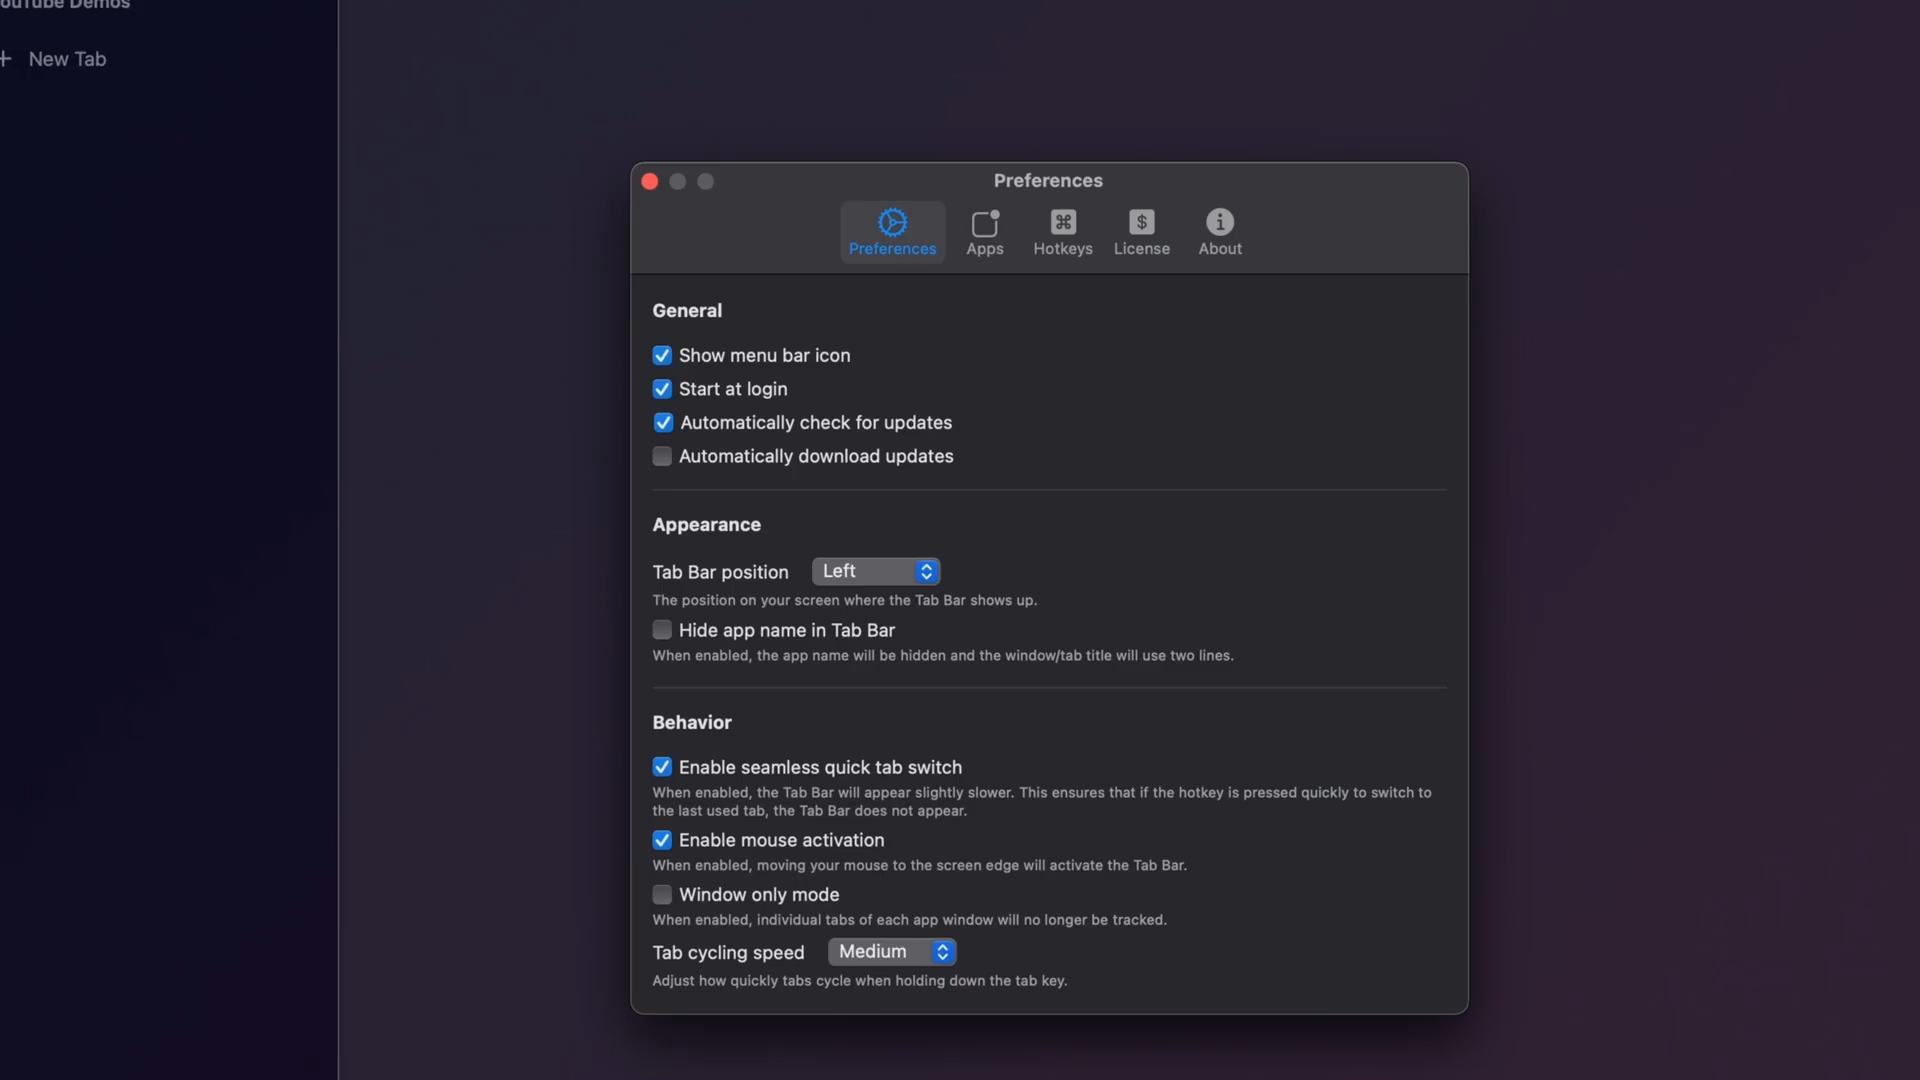 YouTube Demos
+ New Tab
Preferences
Preferences
Apps
Hotkeys
License
About
General
Show menu bar icon
Start at login
Automatically check for updates
Automatically download updates
Appearance
Tab Bar position Left
The position on your screen where the Tab Bar shows up.
Hide app name in Tab Bar
When enabled, the app name will be hidden and the window/tab title will use two lines.
Behavior
Enable seamless quick tab switch
When enabled, the Tab Bar will appear slightly slower. This ensures that if the hotkey is pressed quickly to switch to
the last used tab, the Tab Bar does not appear.
Enable mouse activation
When enabled, moving your mouse to the screen edge will activate the Tab Bar.
Window only mode
When enabled, individual tabs of each app window will no longer be tracked.
Tab cycling speed Medium
Adjust how quickly tabs cycle when holding down the tab key.